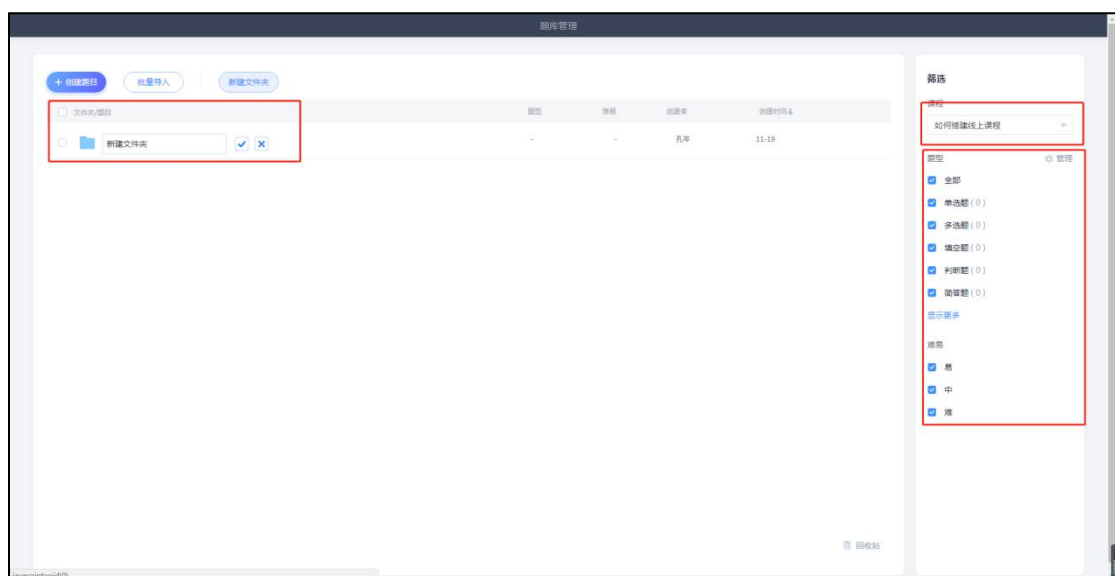 题库管理
+ 创建题目 批量导入 新建文件夹
文件夹/题目 题型 难易 创建者 创建时间↓
新建文件夹 - - 孔岑 11-19
回收站
javascript:void(0)
筛选
课程
如何搭建线上课程
题型 管理
全部
单选题 ( 0 )
多选题 ( 0 )
填空题 ( 0 )
判断题 ( 0 )
简答题 ( 0 )
显示更多
难易
易
中
难